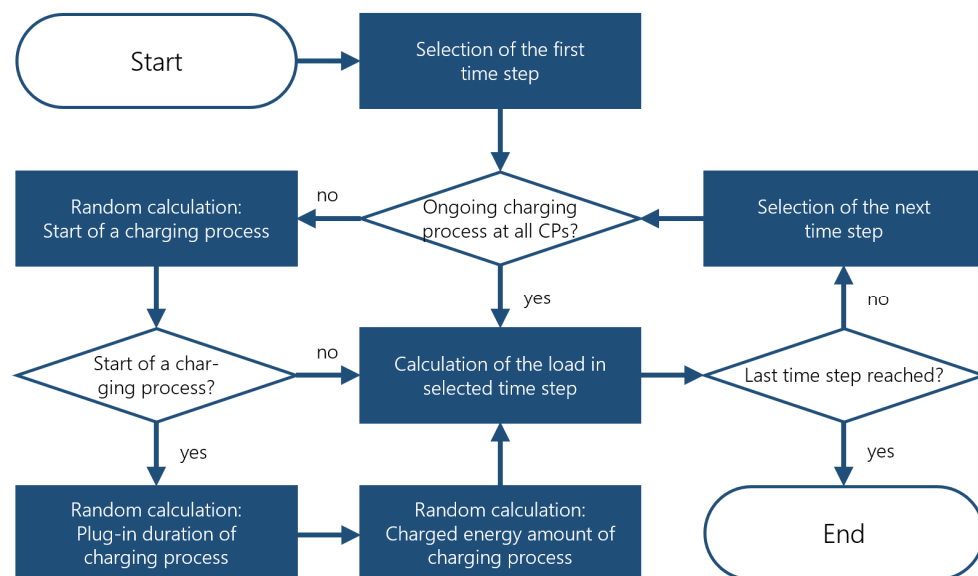 Start
Selection of the first
time step
no
Random calculation:
Start of a charging process
Ongoing charging
process at all CPs?
Selection of the next
time step
yes
no
Start of a char-
ging process?
no
Calculation of the load in
selected time step
Last time step reached?
yes
yes
Random calculation:
Plug-in duration of
charging process
Random calculation:
Charged energy amount of
charging process
End